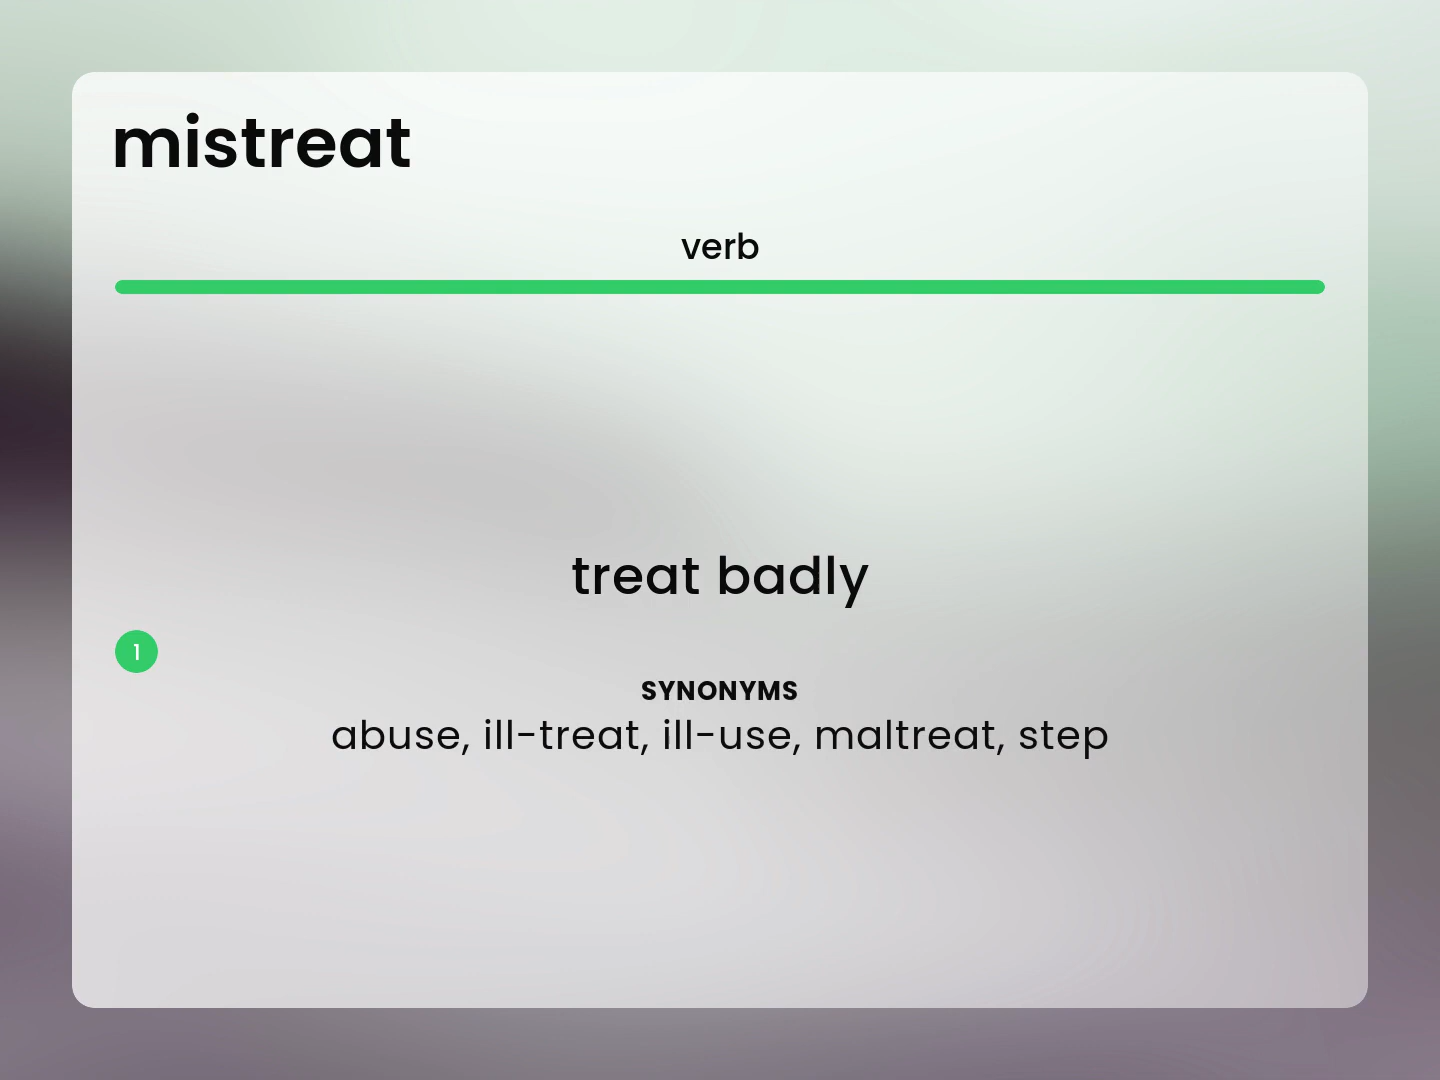 mistreat
verb
treat badly
1
SYNONYMS
abuse, ill-treat, ill-use, maltreat, step